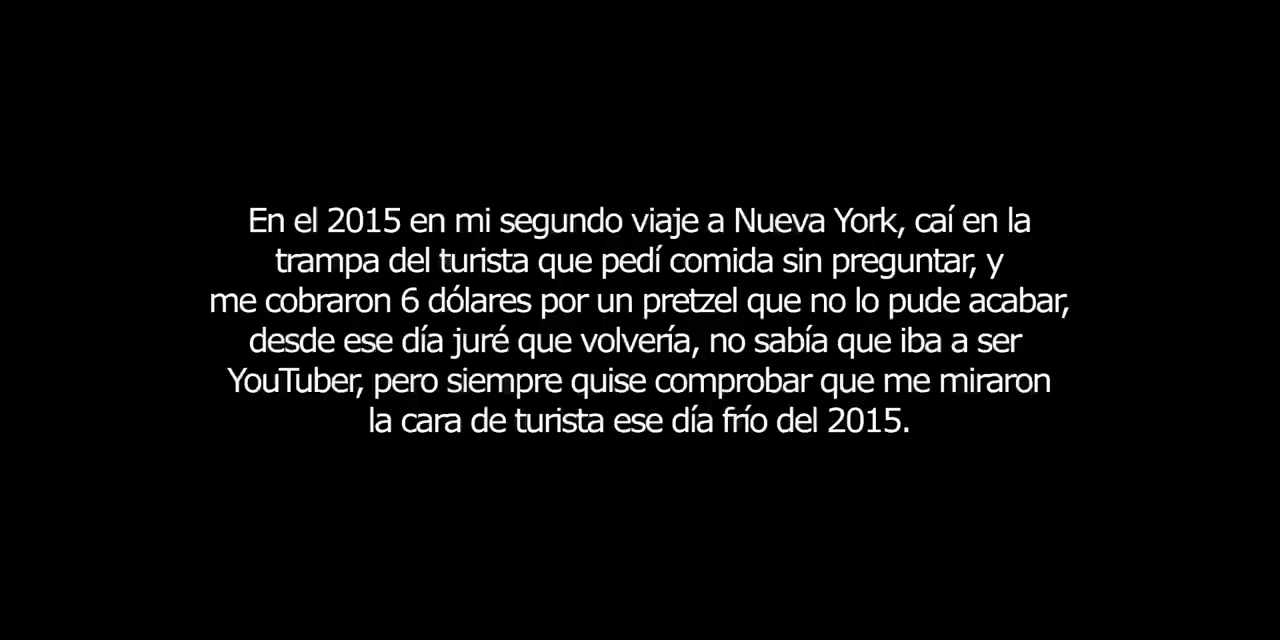 En el 2015 en mi segundo viaje a Nueva York, caí en la
trampa del turista que pedí comida sin preguntar, y
me cobraron 6 dólares por un pretzel que no lo pude acabar,
desde ese día juré que volvería, no sabía que iba a ser
YouTuber, pero siempre quise comprobar que me miraron
la cara de turista ese día frío del 2015.